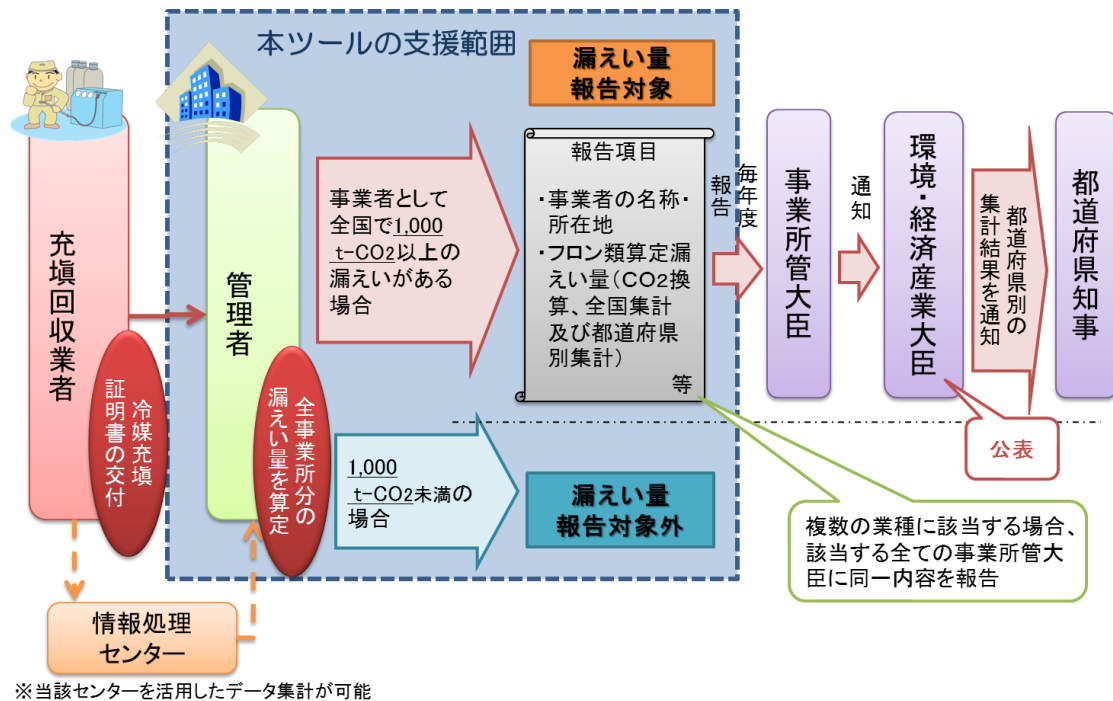 本ツールの支援範囲
漏えい量
報告対象
充塡回収業者
冷媒充塡
証明書の交付
管理者
全事業所分の
漏えい量を算定
事業者として
全国で1,000
t-CO2以上の
漏えいがある
場合
報告項目
・事業者の名称・
所在地
・フロン類算定漏
えい量(CO2換
算、全国集計
及び都道府県
別集計)
等
毎年度
報告
事業所管大臣
通知
環境・経済産業大臣
都道府県別の
集計結果を通知
都道府県知事
公表
1,000
t-CO2未満の
場合
漏えい量
報告対象外
複数の業種に該当する場合、
該当する全ての事業所管大
臣に同一内容を報告
情報処理
センター
※当該センターを活用したデータ集計が可能